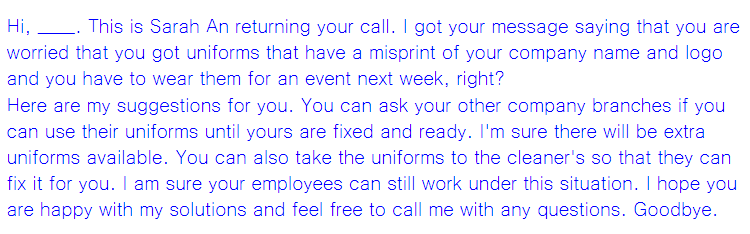 Hi, ____. This is Sarah An returning your call. I got your message saying that you are
worried that you got uniforms that have a misprint of your company name and logo
and you have to wear them for an event next week, right?
Here are my suggestions for you. You can ask your other company branches if you
can use their uniforms until yours are fixed and ready. I'm sure there will be extra
uniforms available. You can also take the uniforms to the cleaner's so that they can
fix it for you. I am sure your employees can still work under this situation. I hope you
are happy with my solutions and feel free to call me with any questions. Goodbye.